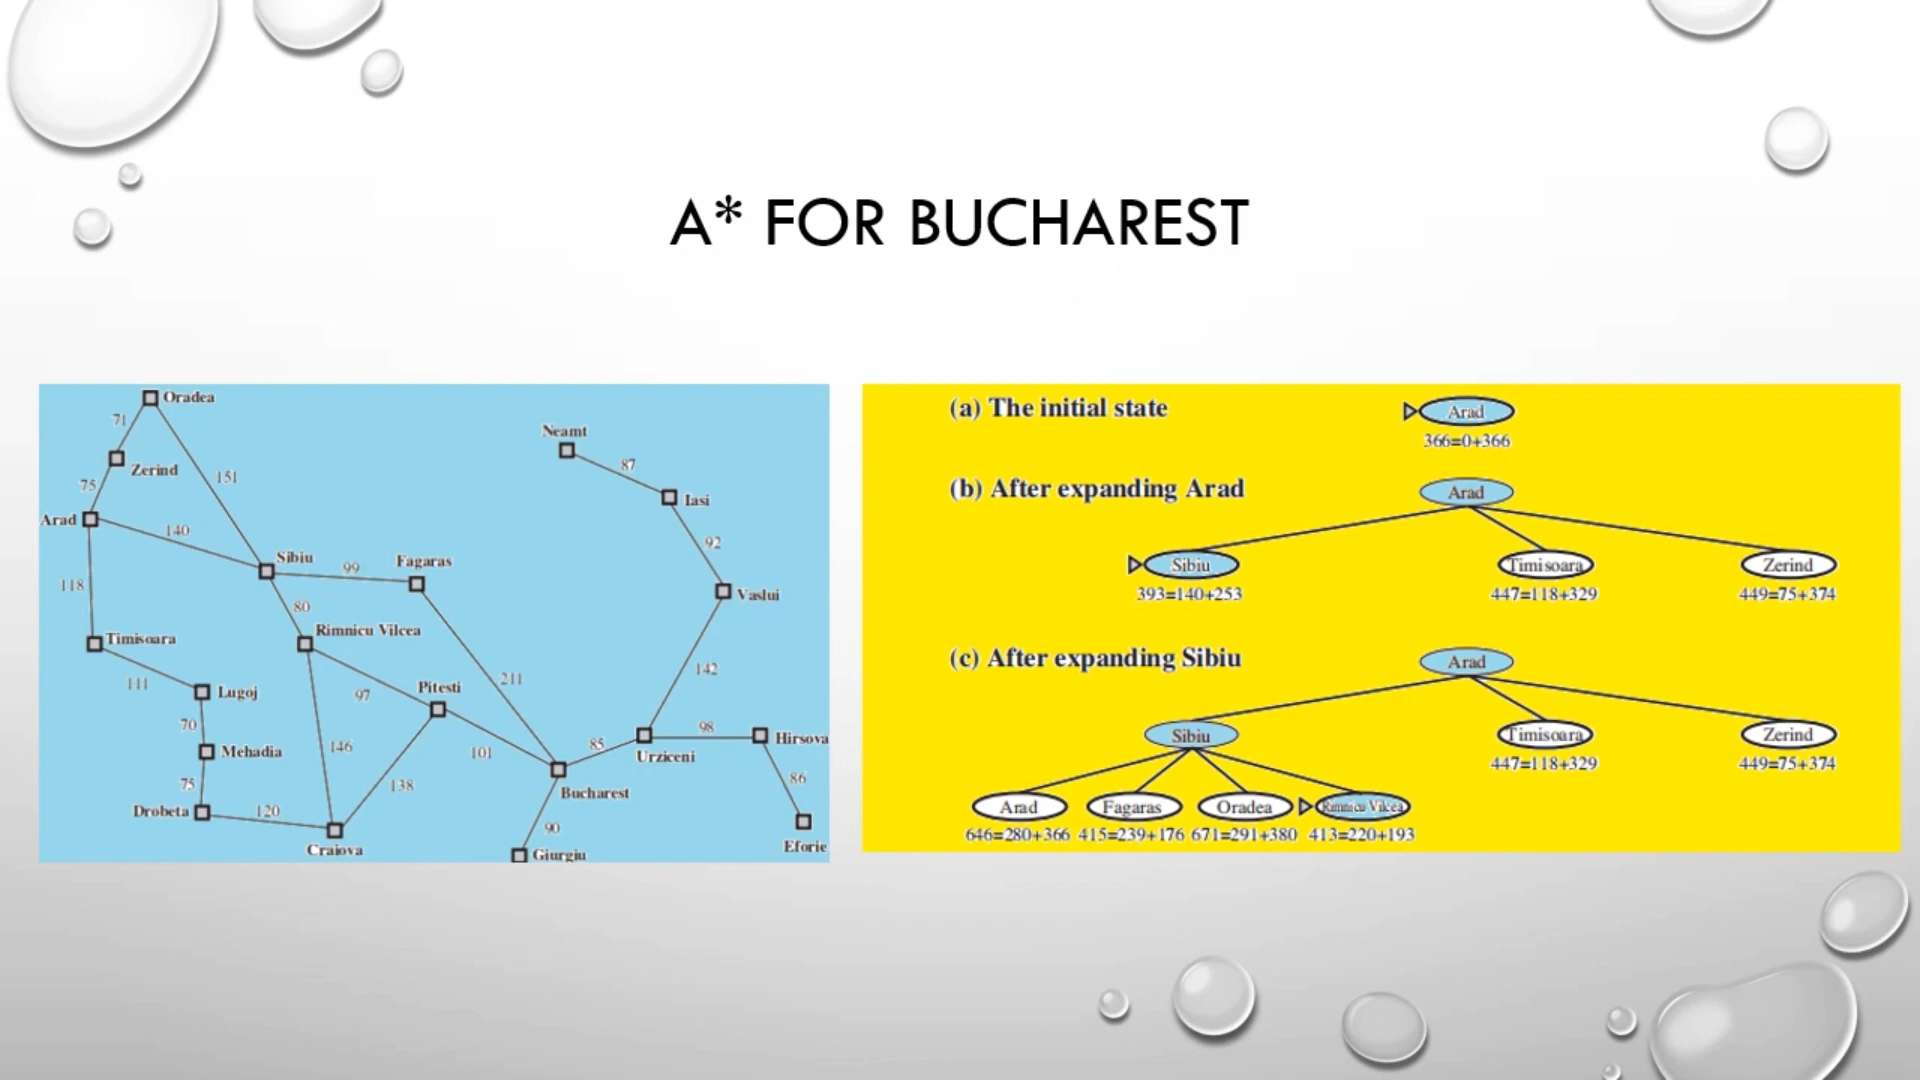 A* FOR BUCHAREST
Oradea
71
Neamt
Zerind
87
151
75
Iasi
Arad
140
92
Sibiu
99
Fagaras
118
Vaslui
80
Timisoara
Rimnicu Vilcea
142
111
Lugoj
97
Pitesti
211
70
98
Hirsova
Mehadia
146
101
85
Urziceni
75
138
86
Bucharest
Drobeta
120
90
Eforie
Craiova
Giurgiu
(a) The initial state
Arad
366=0+366
(b) After expanding Arad
Arad
Sibiu
Timisoara
Zerind
393=140+253
447=118+329
449=75+374
(c) After expanding Sibiu
Arad
Sibiu
Timisoara
Zerind
447=118+329
449=75+374
Arad
Fagaras
Oradea
Rimnicu Vilcea
646=280+366
415=239+176
671=291+380
413=220+193